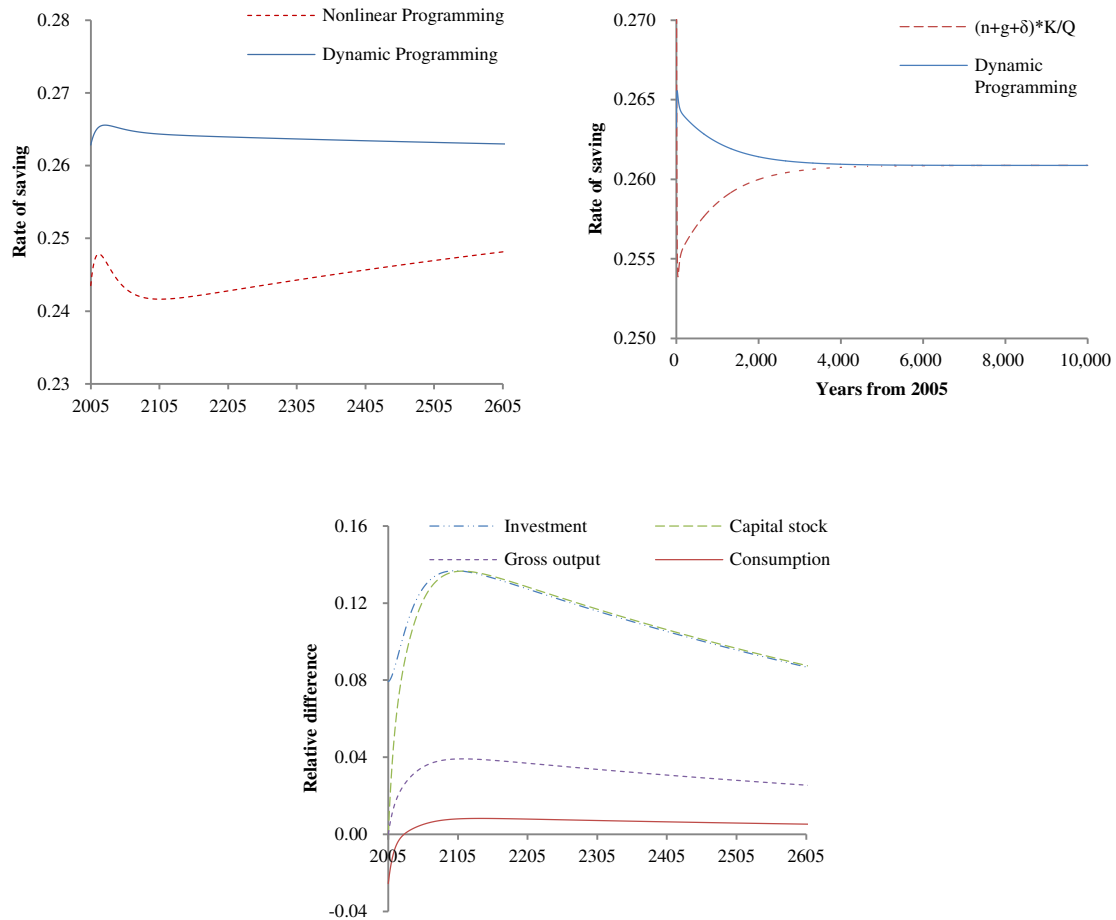 Nonlinear Programming
Dynamic Programming
Rate of saving
0.28
0.27
0.26
0.25
0.24
0.23
2005 2105 2205 2305 2405 2505 2605
(n+g+δ)*K/Q
Dynamic
Programming
Rate of saving
0.270
0.265
0.260
0.255
0.250
0 2,000 4,000 6,000 8,000 10,000
Years from 2005
Investment
Capital stock
Gross output
Consumption
Relative difference
0.16
0.12
0.08
0.04
0.00
-0.04
2005 2105 2205 2305 2405 2505 2605